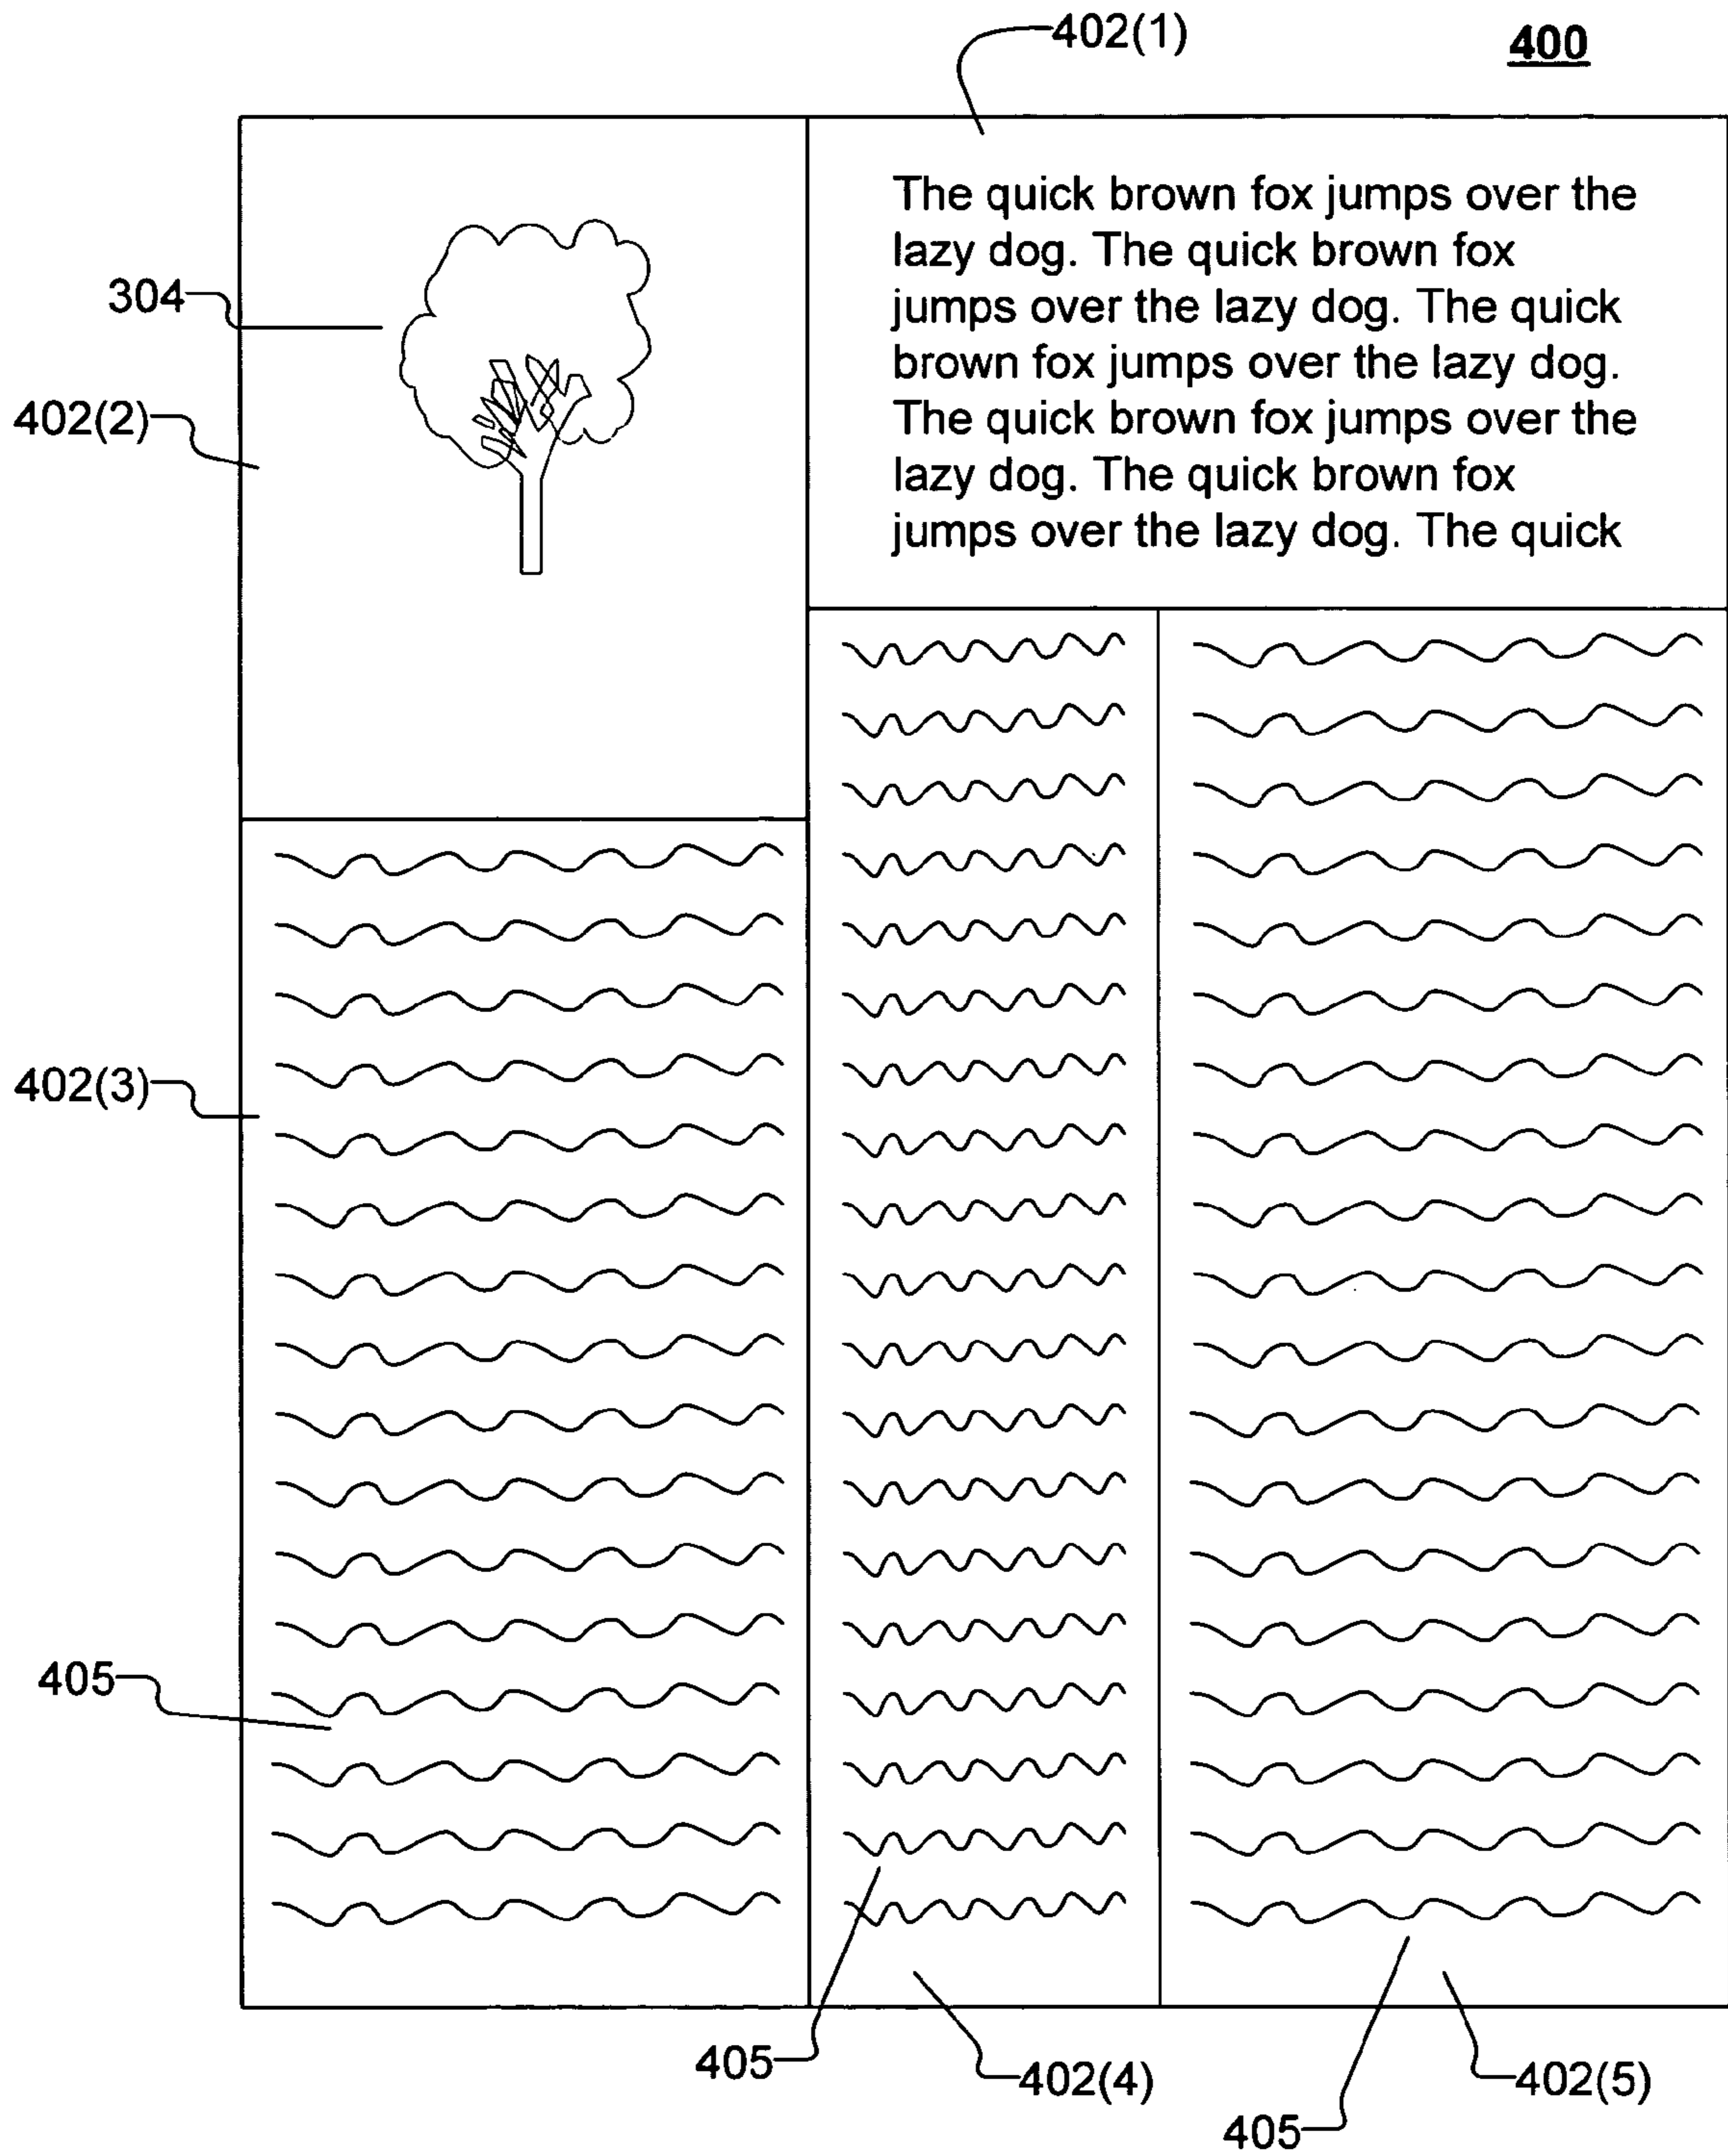 402(1)
400
The quick brown fox jumps over the
lazy dog. The quick brown fox
jumps over the lazy dog. The quick
brown fox jumps over the lazy dog.
The quick brown fox jumps over the
lazy dog. The quick brown fox
jumps over the lazy dog. The quick
304
402(2)
402(3)
405
405
402(4)
402(5)
405